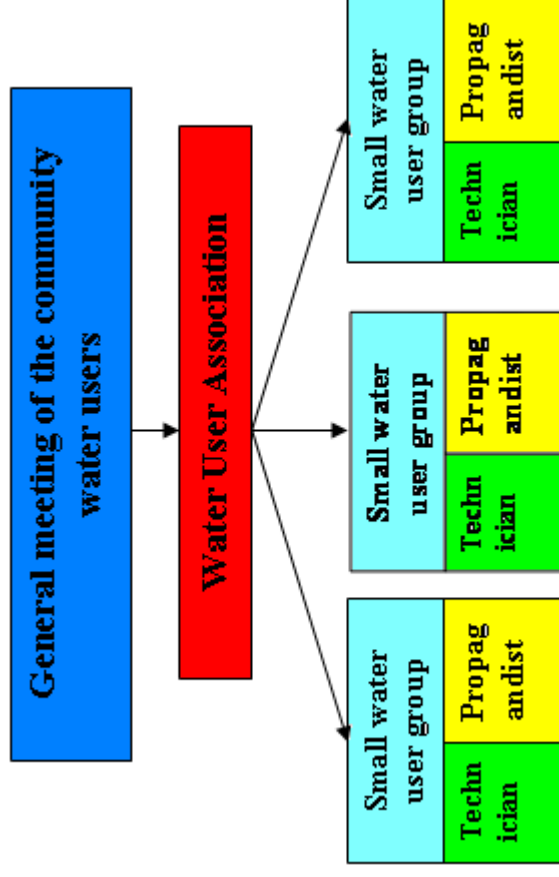 General meeting of the community
water users
Water User Association
Small water
user group
Techn
ician
Propag
andist
Small water
user group
Techn
ician
Propag
andist
Small water
user group
Techn
ician
Propag
andist